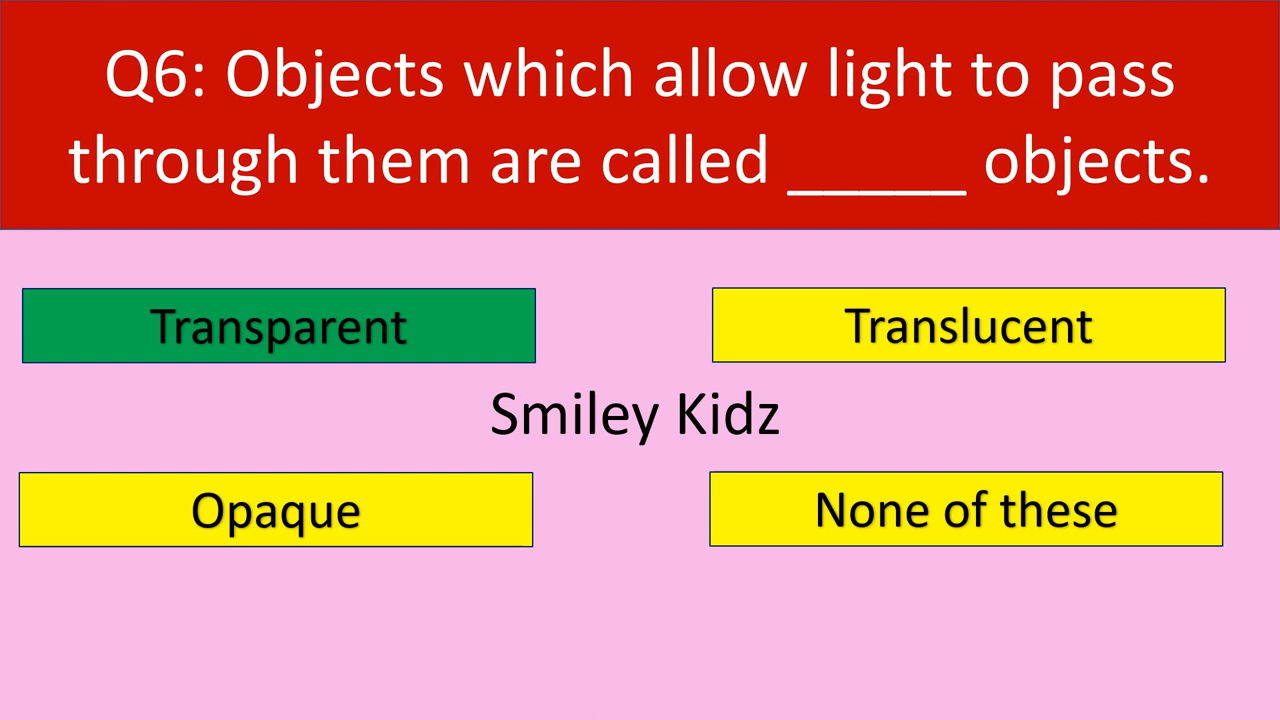 Q6: Objects which allow light to pass
through them are called _____ objects.
Transparent
Translucent
Smiley Kidz
Opaque
None of these